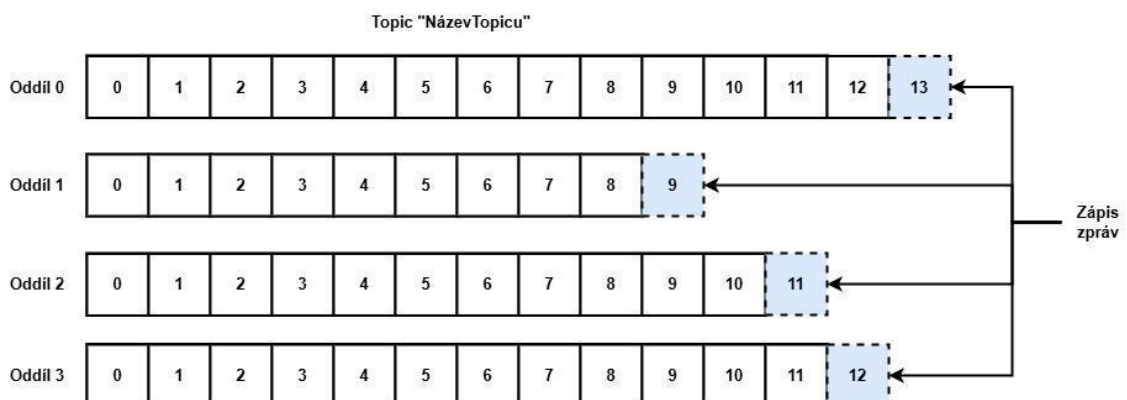 Topic "NázevTopicu"
Oddíl 0 0 1 2 3 4 5 6 7 8 9 10 11 12 13
Oddíl 1 0 1 2 3 4 5 6 7 8 9
Zápis
zpráv
Oddíl 2 0 1 2 3 4 5 6 7 8 9 10 11
Oddíl 3 0 1 2 3 4 5 6 7 8 9 10 11 12